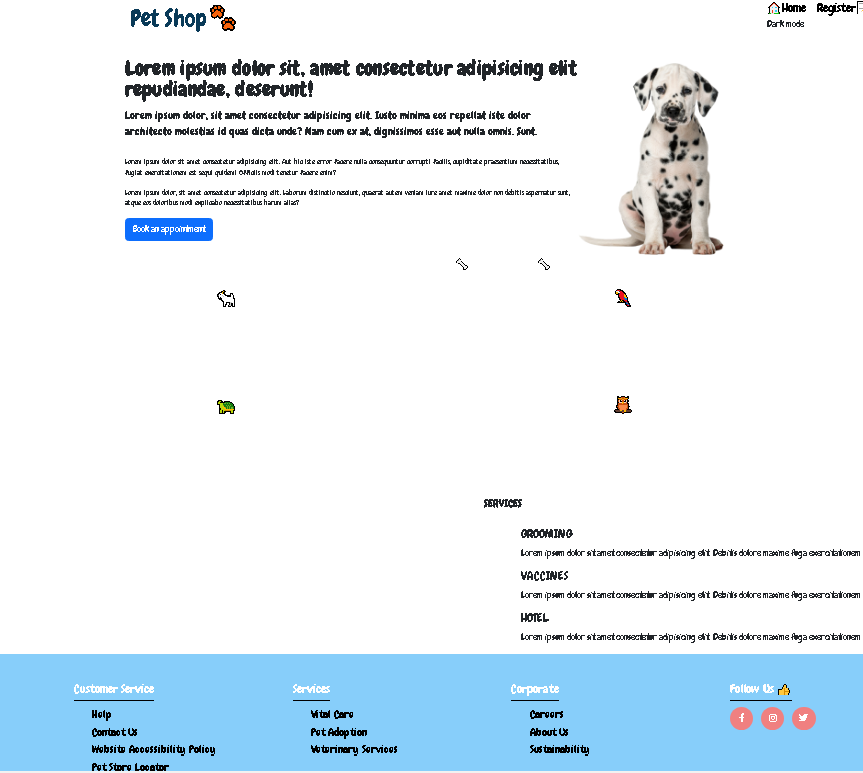 Pet Shop
Home Register
Dark mode
Lorem ipsum dolor sit, amet consectetur adipisicing elit
repudiandae, deserunt!
Lorem ipsum dolor, sit amet consectetur adipisicing elit. Iusto minima eos repellat iste dolor
architecto molestias id quas dicta unde? Nam cum ex at, dignissimos esse aut nulla omnis. Sunt.
Lorem ipsum dolor sit amet consectetur adipisicing elit. Aut hic iste error facere nulla consequuntur corrupti facilis, cupiditate praesentium necessitatibus,
fugiat exercitationem est sequi quidem! Officiis modi tenetur facere enim?
Lorem ipsum dolor, sit amet consectetur adipisicing elit. Laborum distinctio nesciunt, quaerat autem veniam iure amet maxime dolor non debitis aspernatur sunt,
atque eos doloribus modi explicabo necessitatibus harum alias?
Book an appointment
SERVICES
GROOMING
Lorem ipsum dolor sit amet consectetur adipisicing elit. Debitis dolore maxime fuga exercitationem
VACCINES
Lorem ipsum dolor sit amet consectetur adipisicing elit. Debitis dolore maxime fuga exercitationem
HOTEL
Lorem ipsum dolor sit amet consectetur adipisicing elit. Debitis dolore maxime fuga exercitationem
Customer Service Services Corporate Follow Us
Help Vital Care Careers
Contact Us Pet Adoption About Us
Website Accessibility Policy Veterinary Services Sustainability
Pet Store Locator